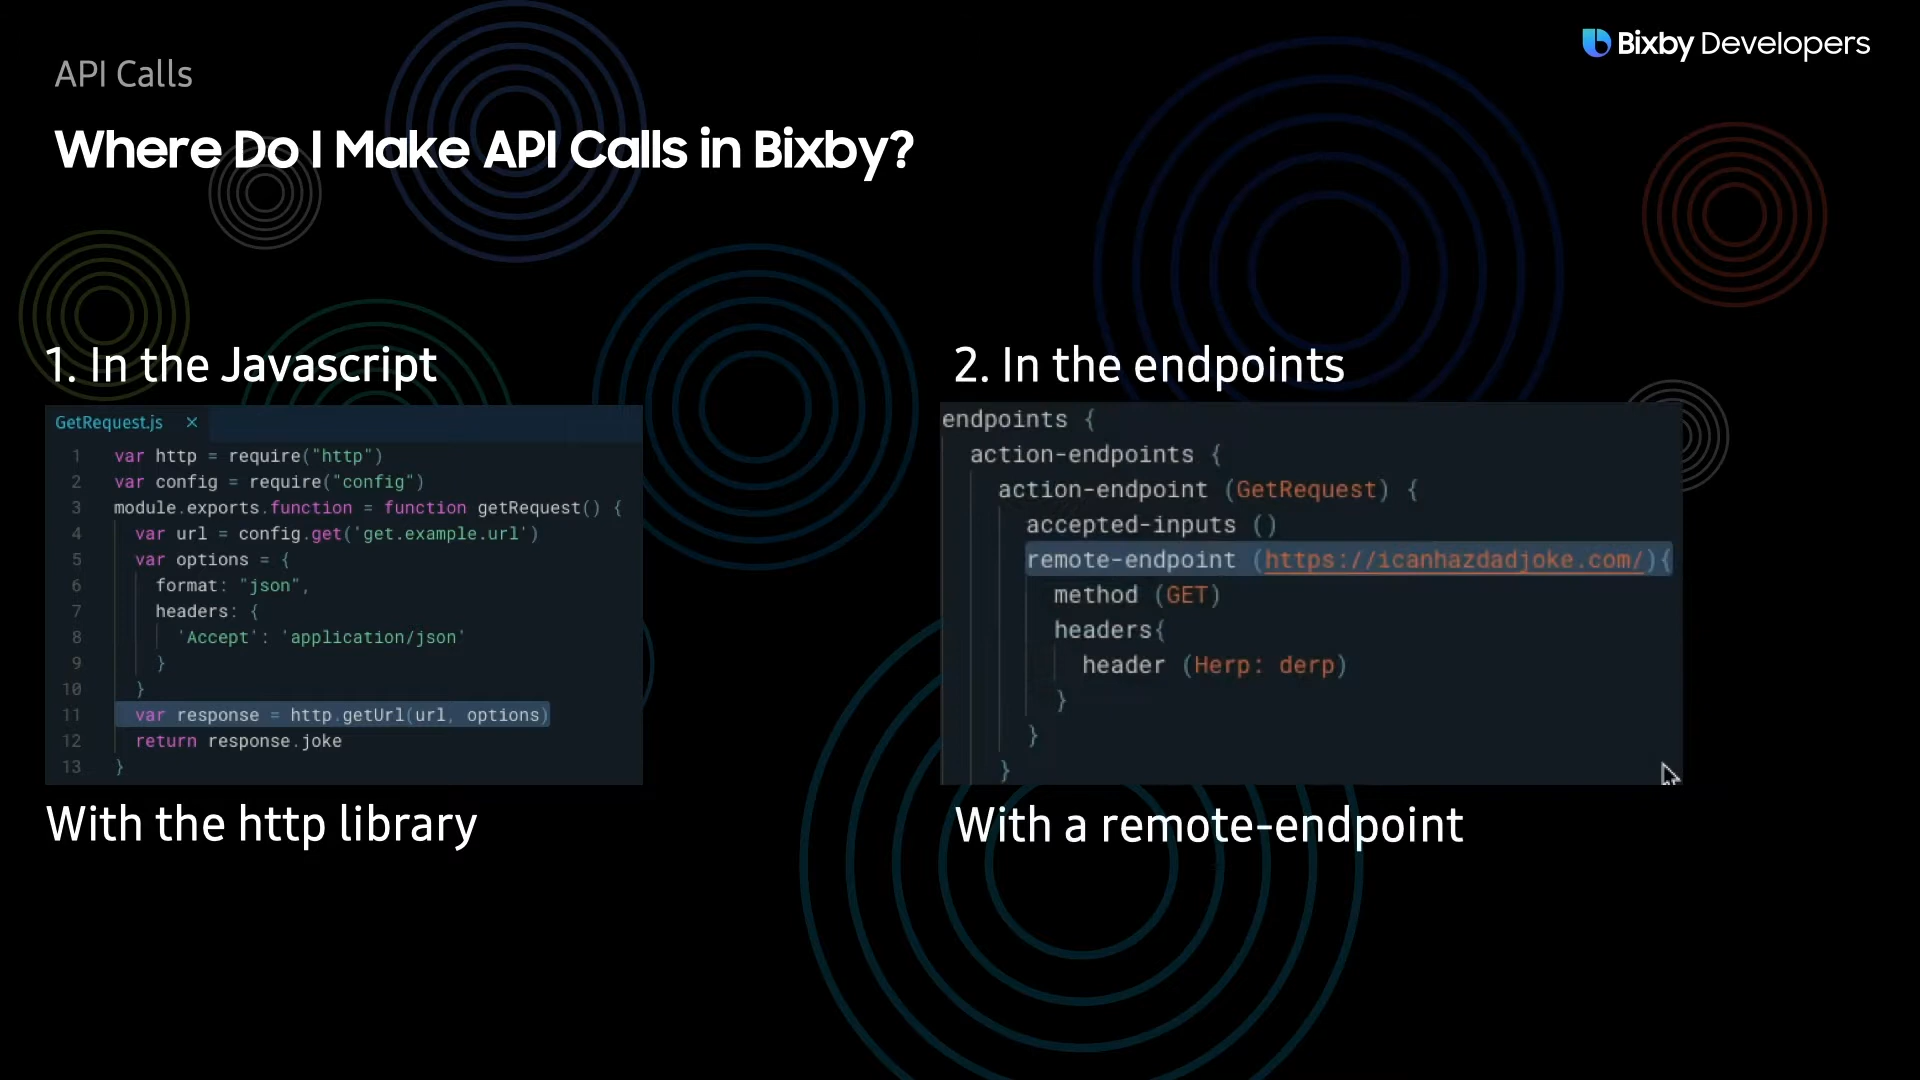 API Calls
Bixby Developers
Where Do I Make API Calls in Bixby?
1. In the Javascript
GetRequest.js ×
1 var http = require("http")
2 var config = require("config")
3 module.exports.function = function getRequest() {
4 var url = config.get('get.example.url')
5 var options = {
6 format: "json",
7 headers: {
8 'Accept': 'application/json'
9 }
10 }
11 var response = http.getUrl(url, options)
12 return response.joke
13 }
With the http library
2. In the endpoints
endpoints {
action-endpoints {
action-endpoint (GetRequest) {
accepted-inputs ()
remote-endpoint (https://icanhazdadjoke.com/){
method (GET)
headers{
header (Herp: derp)
}
}
}
With a remote-endpoint